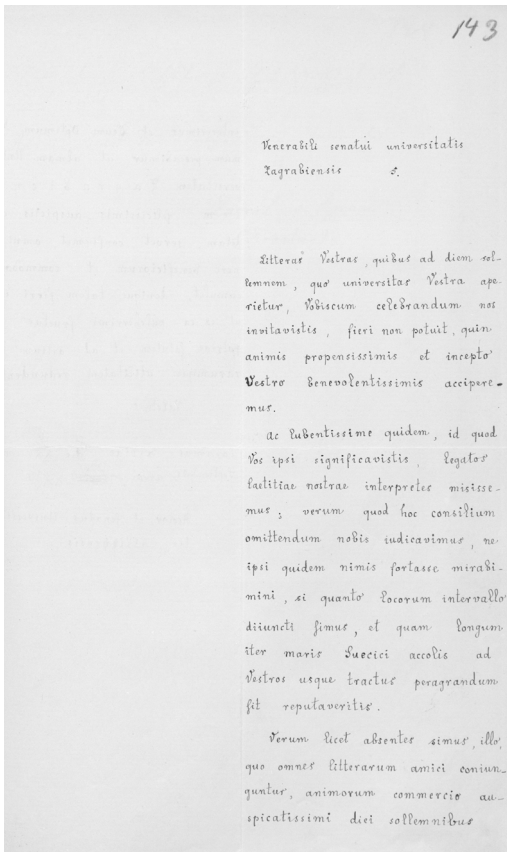 143
Venerabili senatui universitatis
Zagrabiensis S.
Litteras Vestras, quibus ad diem sol-
lemnem, quo universitas Vestra ape-
rietur, Vobiscum celebrandum nos
invitavistis, fieri non potuit, quin
animis propensissimis et incepto
Vestro benevolentissimis accipere-
mus.
Ac lubentissime quidem, id quod
Vos ipsi significavistis, legatos
laetitiae nostrae interpretes misisse-
mus; verum quod hoc consilium
omittendum nobis iudicavimus, ne
ipsi quidem nimis fortasse mirabi-
mini, si quanto locorum intervallo
diiuncti simus, et quam longum
iter maris Suecici accolis ad
Vestros usque tractus peragrandum
sit reputaveritis.
Verum licet absentes simus, illo,
quo omnes litterarum amici coniun-
guntur, animorum commercio au-
spicatissimi diei sollemnibus